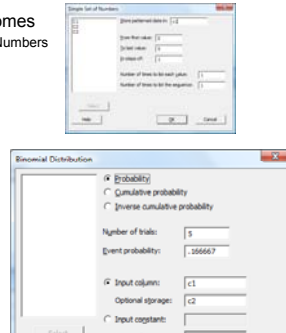 omes
Numbers
Simple Set of Numbers
C1
C2
C3
Store patterned data in: c1
From first value: 0
To last value:
In steps of: 1
Number of times to list each value: 1
Number of times to list the sequence: 1
Select
Help
OK
Cancel
Binomial Distribution
Probability
Cumulative probability
Inverse cumulative probability
Number of trials: 5
Event probability: .166667
Input column: c1
Optional storage: c2
Input constant:
Select